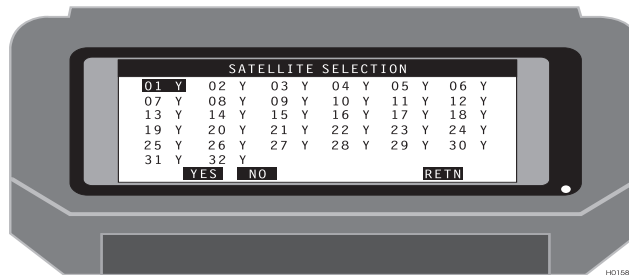 SATELLITE SELECTION
01 Y 02 Y 03 Y 04 Y 05 Y 06 Y
07 Y 08 Y 09 Y 10 Y 11 Y 12 Y
13 Y 14 Y 15 Y 16 Y 17 Y 18 Y
19 Y 20 Y 21 Y 22 Y 23 Y 24 Y
25 Y 26 Y 27 Y 28 Y 29 Y 30 Y
31 Y 32 Y
YES NO RETN
H0158